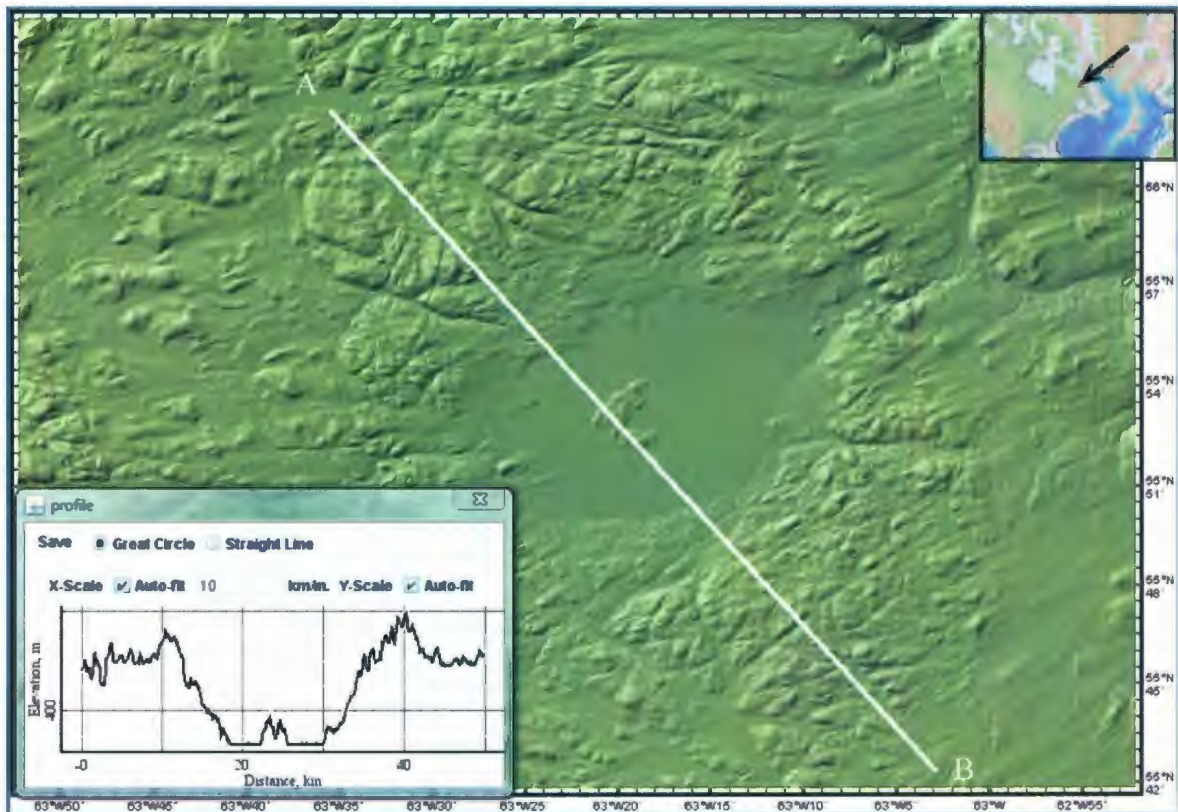 A
B
56°N
56°N
57'
55°N
54'
55°N
51'
55°N
48'
55°N
45'
55°N
42'
profile
Save Great Circle Straight Line
X-Scale Auto-fit 10 km/in. Y-Scale Auto-fit
Elevation, m
400
-0 20 40
Distance, km
63°W50' 63°W45' 63°W40' 63°W35' 63°W30' 63°W25' 63°W20' 63°W15' 63°W10' 63°W5' 63°W 62°W55'